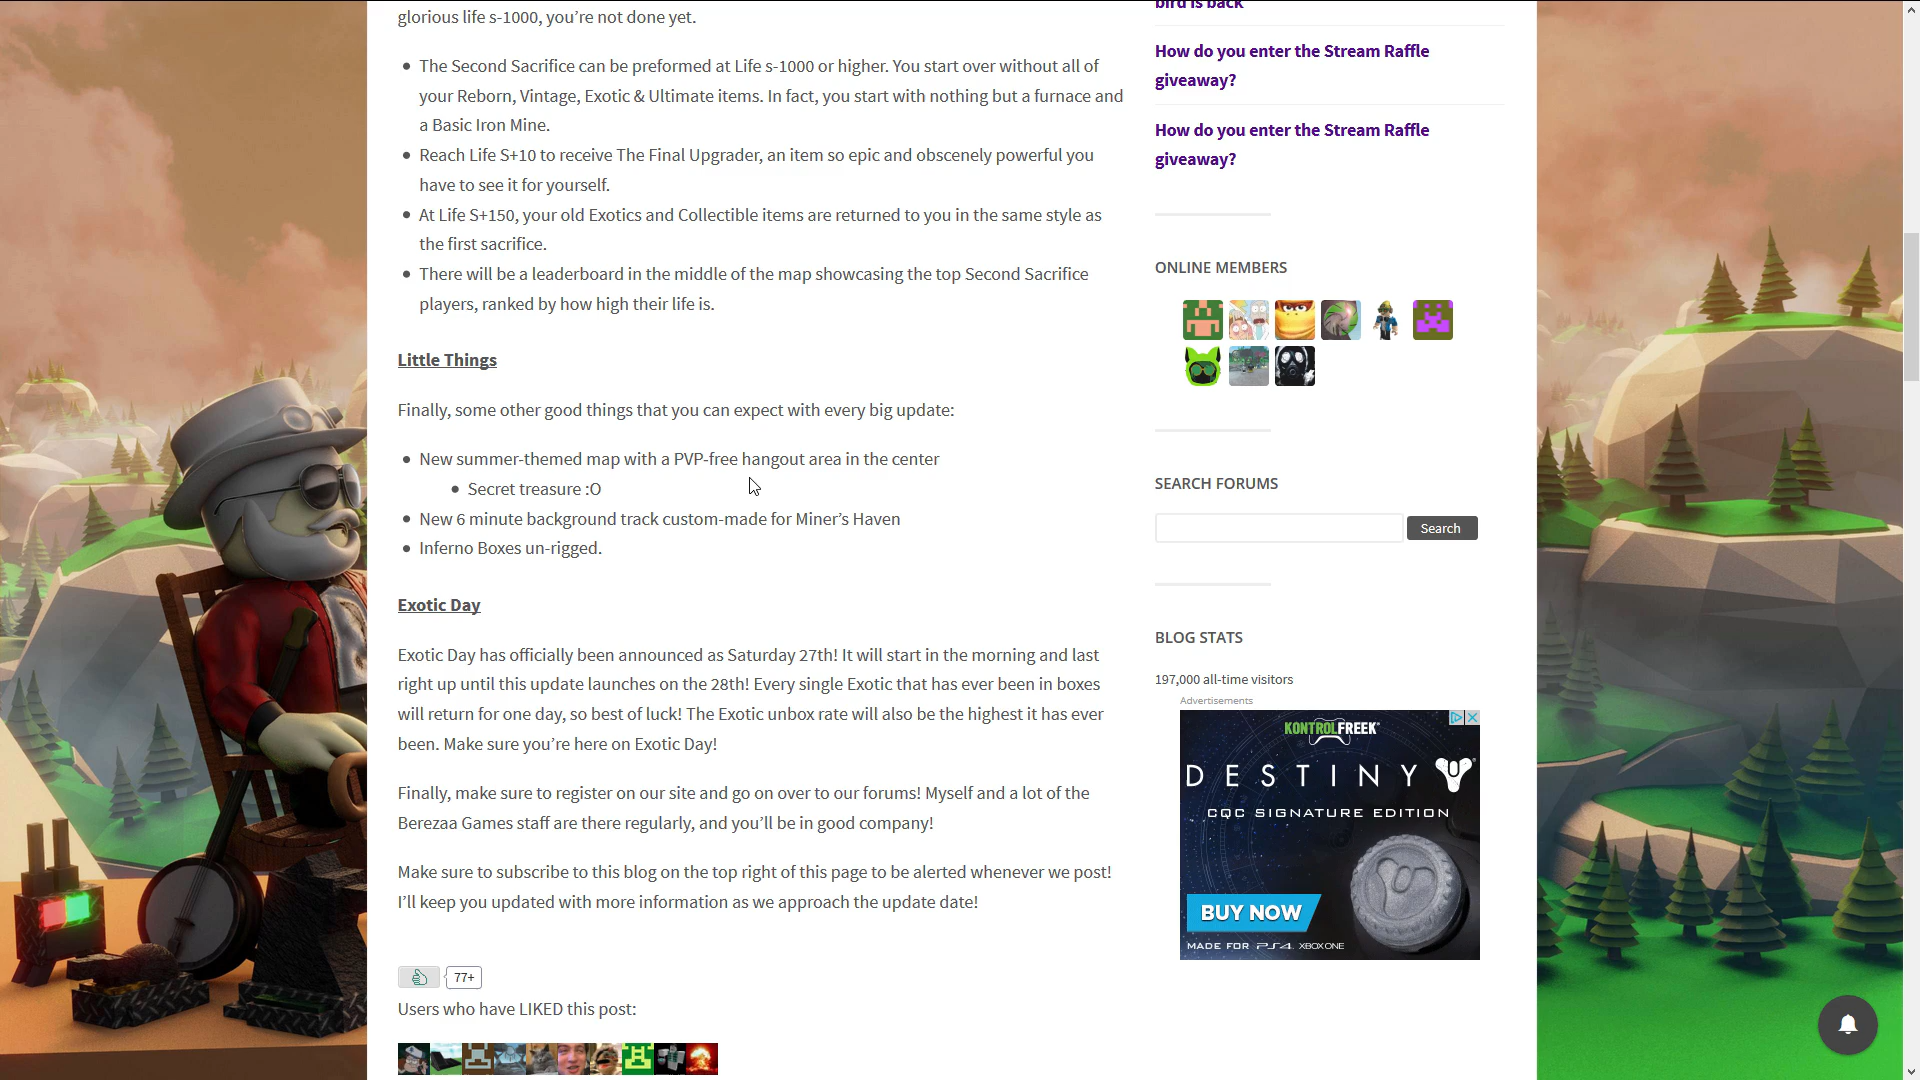 glorious life s-1000, you’re not done yet.
The Second Sacrifice can be preformed at Life s-1000 or higher. You start over without all of
your Reborn, Vintage, Exotic & Ultimate items. In fact, you start with nothing but a furnace and
a Basic Iron Mine.
Reach Life S+10 to receive The Final Upgrader, an item so epic and obscenely powerful you
have to see it for yourself.
At Life S+150, your old Exotics and Collectible items are returned to you in the same style as
the first sacrifice.
There will be a leaderboard in the middle of the map showcasing the top Second Sacrifice
players, ranked by how high their life is.
Little Things
Finally, some other good things that you can expect with every big update:
New summer-themed map with a PVP-free hangout area in the center
Secret treasure :O
New 6 minute background track custom-made for Miner’s Haven
Inferno Boxes un-rigged.
Exotic Day
Exotic Day has officially been announced as Saturday 27th! It will start in the morning and last
right up until this update launches on the 28th! Every single Exotic that has ever been in boxes
will return for one day, so best of luck! The Exotic unbox rate will also be the highest it has ever
been. Make sure you’re here on Exotic Day!
Finally, make sure to register on our site and go on over to our forums! Myself and a lot of the
Berezaa Games staff are there regularly, and you’ll be in good company!
Make sure to subscribe to this blog on the top right of this page to be alerted whenever we post!
I’ll keep you updated with more information as we approach the update date!
77+
Users who have LIKED this post:
bird is back
How do you enter the Stream Raffle
giveaway?
How do you enter the Stream Raffle
giveaway?
ONLINE MEMBERS
SEARCH FORUMS
Search
BLOG STATS
197,000 all-time visitors
Advertisements
KONTROLFREEK
DESTINY
CQC SIGNATURE EDITION
BUY NOW
MADE FOR PS4 XBOX ONE